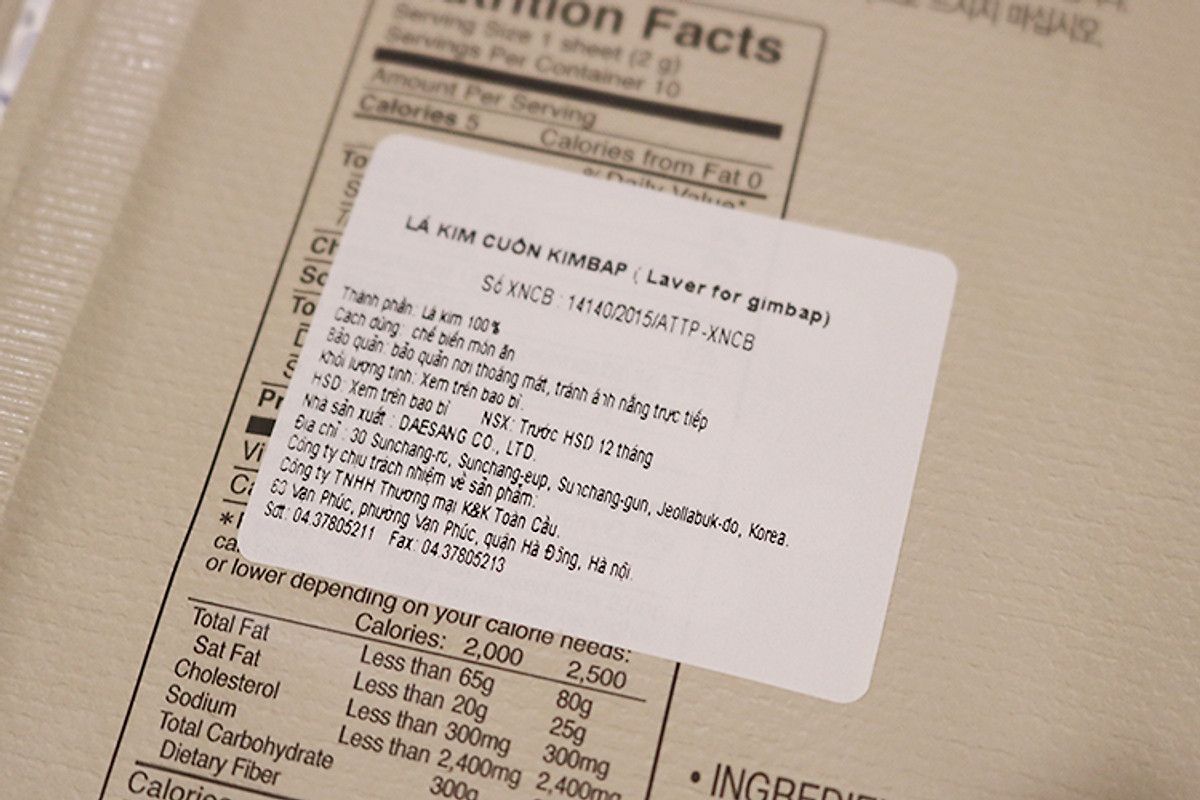 Nutrition Facts
Serving Size 1 sheet (2 g)
Servings Per Container 10
Amount Per Serving
Calories 5 Calories from Fat 0
% Daily Value*
LÁ KIM CUÔN KIMBAP ( Laver for gimbap)
Số XNCB : 14140/2015/ATTP-XNCB
Thành phần: Lá kim 100%
Cách dùng: chế biến món ăn
Bảo quản: bảo quản nơi thoáng mát, tránh ánh nắng trực tiếp
Khối lượng tịnh: Xem trên bao bì.
HSD: Xem trên bao bì NSX: Trước HSD 12 tháng
Nhà sản xuất : DAESANG CO., LTD.
Địa chỉ : 30 Sunchang-ro, Sunchang-eup, Sunchang-gun, Jeollabuk-do, Korea.
Công ty chịu trách nhiệm về sản phẩm:
Công ty TNHH Thương mại K&K Toàn Cầu.
Vạn Phúc, phường Vạn Phúc, quận Hà Đông, Hà nội.
Sđt: 04.37805211 Fax: 04.37805213
or lower depending on your calorie needs:
Calories: 2,000 2,500
Total Fat Less than 65g 80g
Sat Fat Less than 20g 25g
Cholesterol Less than 300mg 300mg
Sodium Less than 2,400mg 2,400mg
Total Carbohydrate 300g
Dietary Fiber
Calories
• INGREDIE